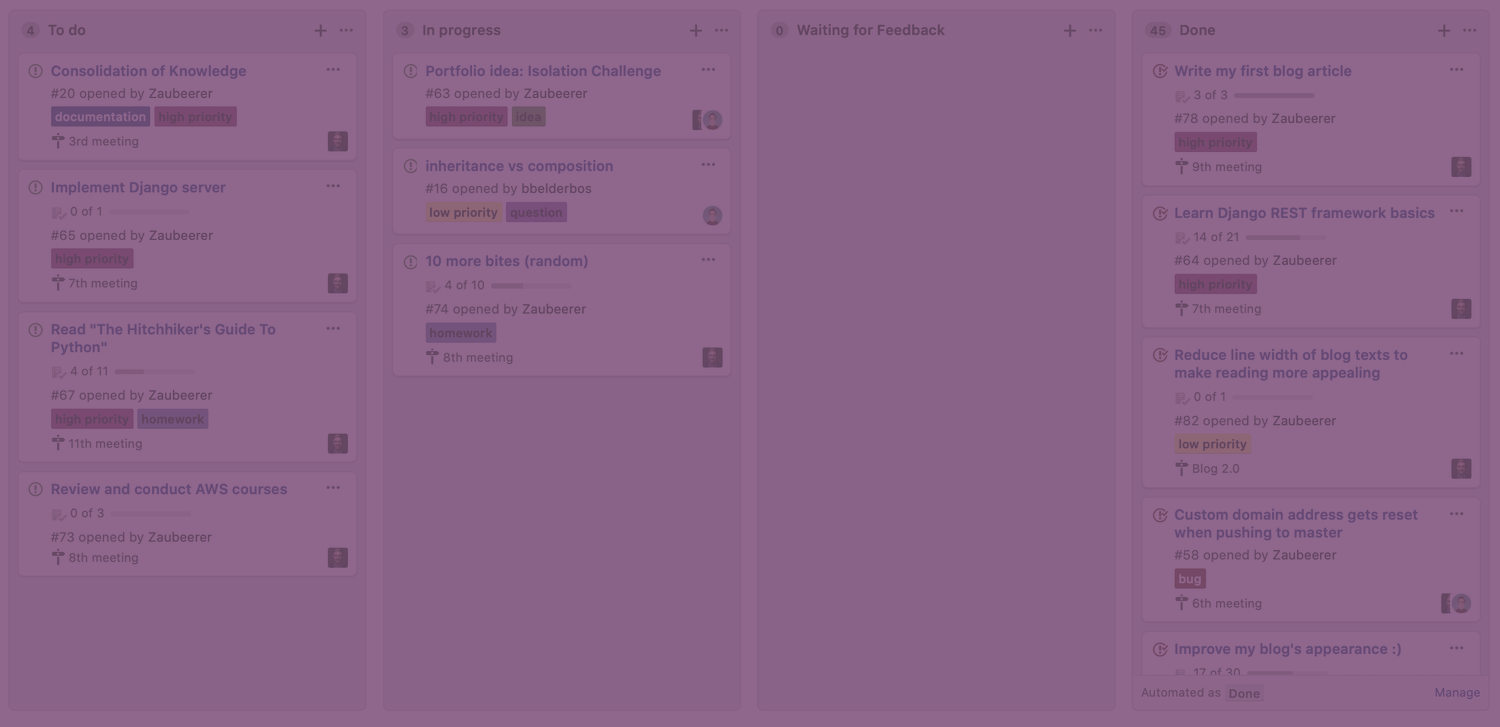 4 To do
Consolidation of Knowledge
#20 opened by Zaubeerer
documentation high priority
3rd meeting
Implement Django server
0 of 1
#65 opened by Zaubeerer
high priority
7th meeting
Read "The Hitchhiker's Guide To
Python"
4 of 11
#67 opened by Zaubeerer
high priority homework
11th meeting
Review and conduct AWS courses
0 of 3
#73 opened by Zaubeerer
8th meeting
3 In progress
Portfolio idea: Isolation Challenge
#63 opened by Zaubeerer
high priority idea
inheritance vs composition
#16 opened by bbelderbos
low priority question
10 more bites (random)
4 of 10
#74 opened by Zaubeerer
homework
8th meeting
0 Waiting for Feedback
45 Done
Write my first blog article
3 of 3
#78 opened by Zaubeerer
high priority
9th meeting
Learn Django REST framework basics
14 of 21
#64 opened by Zaubeerer
high priority
7th meeting
Reduce line width of blog texts to
make reading more appealing
0 of 1
#82 opened by Zaubeerer
low priority
Blog 2.0
Custom domain address gets reset
when pushing to master
#58 opened by Zaubeerer
bug
6th meeting
Improve my blog's appearance :)
17 of 30
Automated as Done Manage